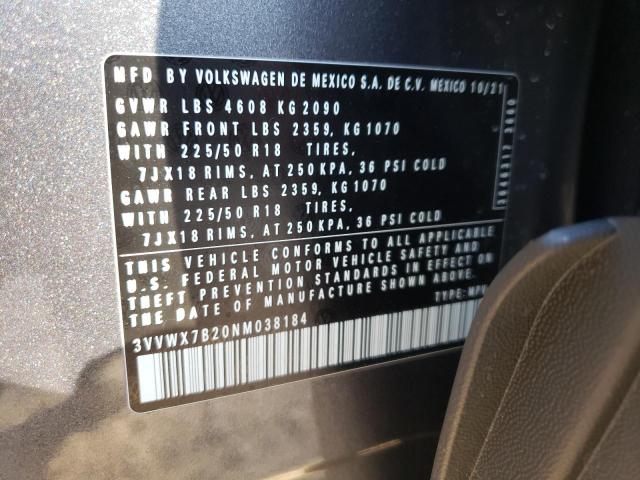 MFD BY VOLKSWAGEN DE MEXICO S.A. DE C.V. MEXICO 10/21
GVWR LBS 4608 KG 2090
GAWR FRONT LBS 2359, KG 1070
WITH 225/50 R18 TIRES,
7JX18 RIMS, AT 250 KPA, 36 PSI COLD
GAWR REAR LBS 2359, KG 1070
WITH 225/50 R18 TIRES,
7JX18 RIMS, AT 250 KPA, 36 PSI COLD
THIS VEHICLE CONFORMS TO ALL APPLICABLE
U.S. FEDERAL MOTOR VEHICLE SAFETY AND
THEFT PREVENTION STANDARDS IN EFFECT ON
THE DATE OF MANUFACTURE SHOWN ABOVE.
3VVWX7B20NM038184
TYPE: MPV